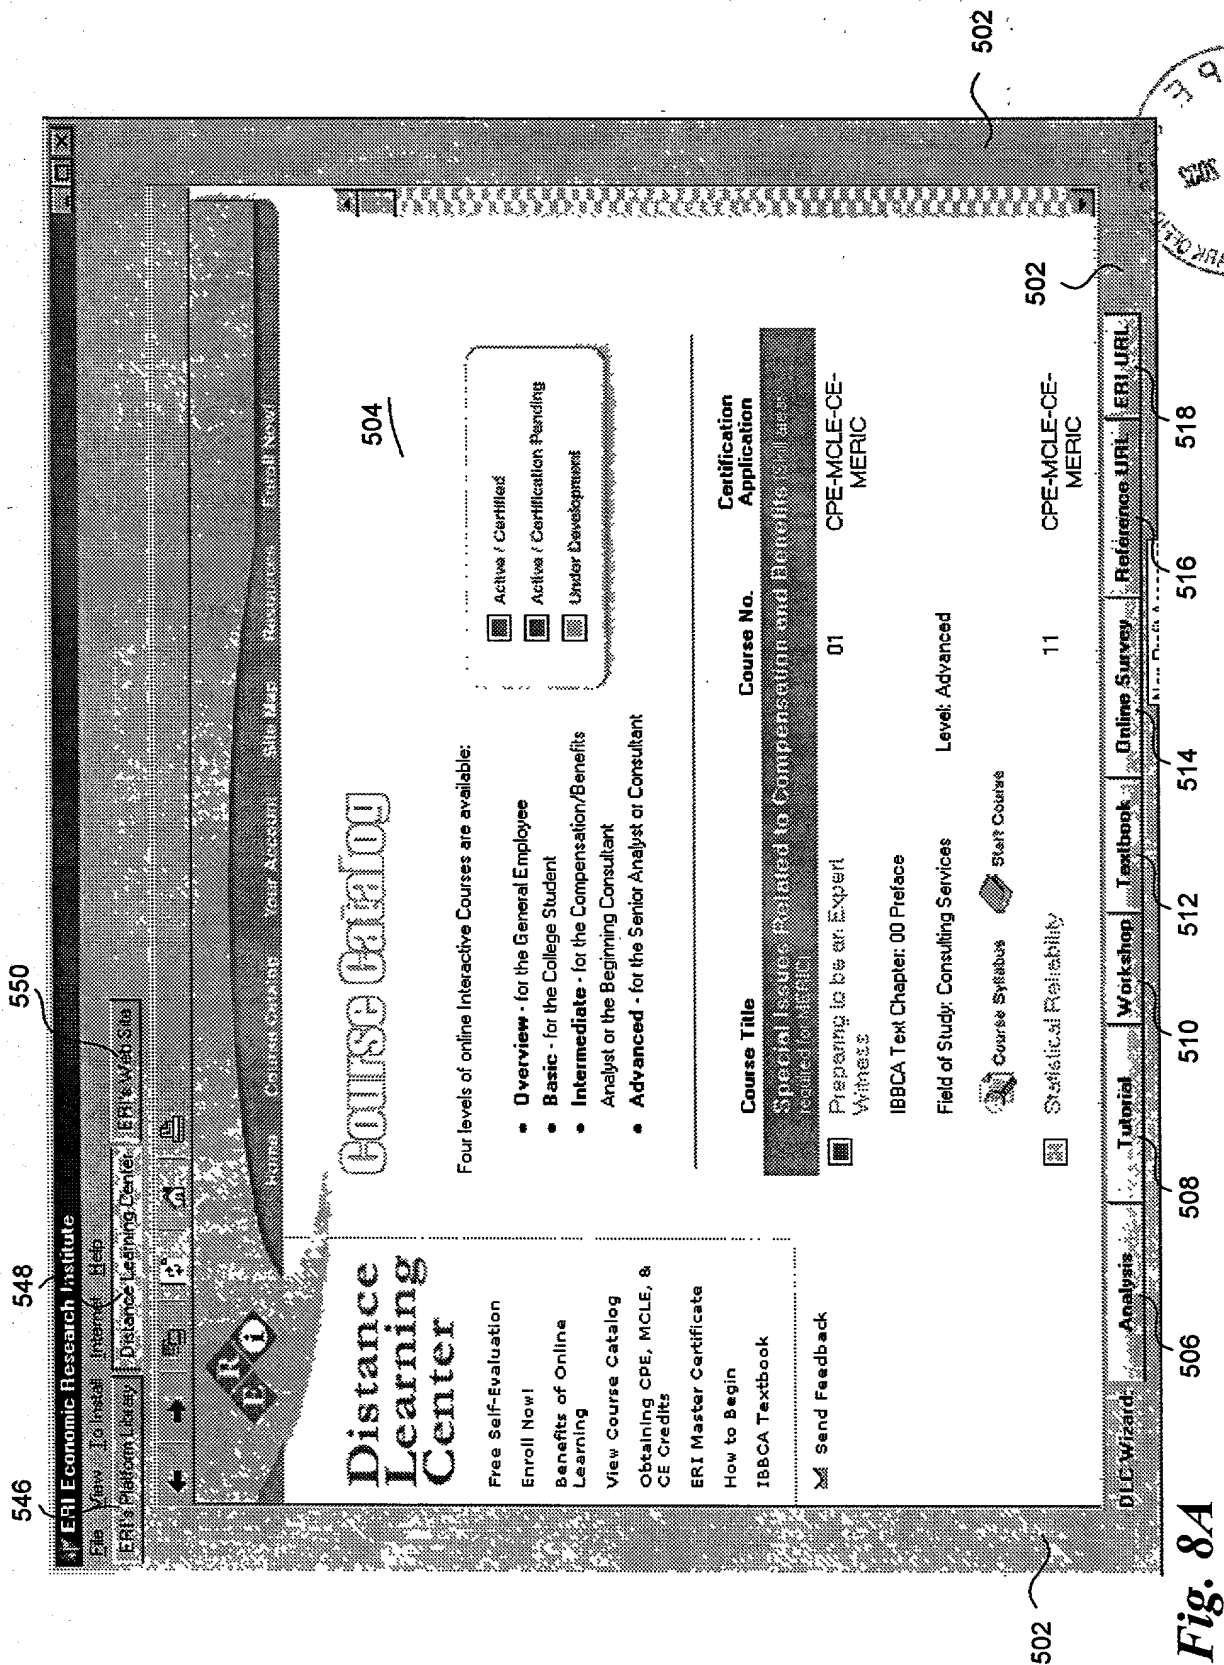 546
548
550
ERI Economic Research Institute
File View To Install Internet Help
ERI's Platform Library Distance Learning Center ERI's Web Site
E R i
Home Course Catalog Your Account Site Map Resources Enroll Now!
Distance
Learning
Center
Free Self-Evaluation
Enroll Now!
Benefits of Online
Learning
View Course Catalog
Obtaining CPE, MCLE, &
CE Credits
ERI Master Certificate
How to Begin
IBBCA Textbook
Send Feedback
Course Catalog
504
Four levels of online Interactive Courses are available:
• Overview - for the General Employee
• Basic - for the College Student
• Intermediate - for the Compensation/Benefits
Analyst or the Beginning Consultant
• Advanced - for the Senior Analyst or Consultant
Active / Certified
Active / Certification Pending
Under Development
Course Title Course No. Certification
Application
Special Issues Related to Compensation and Benefits
Preparing to be an Expert
Witness
01 CPE-MCLE-CE-
MERIC
IBBCA Text Chapter: 00 Preface
Field of Study: Consulting Services Level: Advanced
Course Syllabus Start Course
Statistical Reliability 11 CPE-MCLE-CE-
MERIC
DLC Wizard: Analysis Tutorial Workshop Textbook Online Survey Reference URL ERI URL
502
502
502
506 508 510 512 514 516 518
Fig. 8A